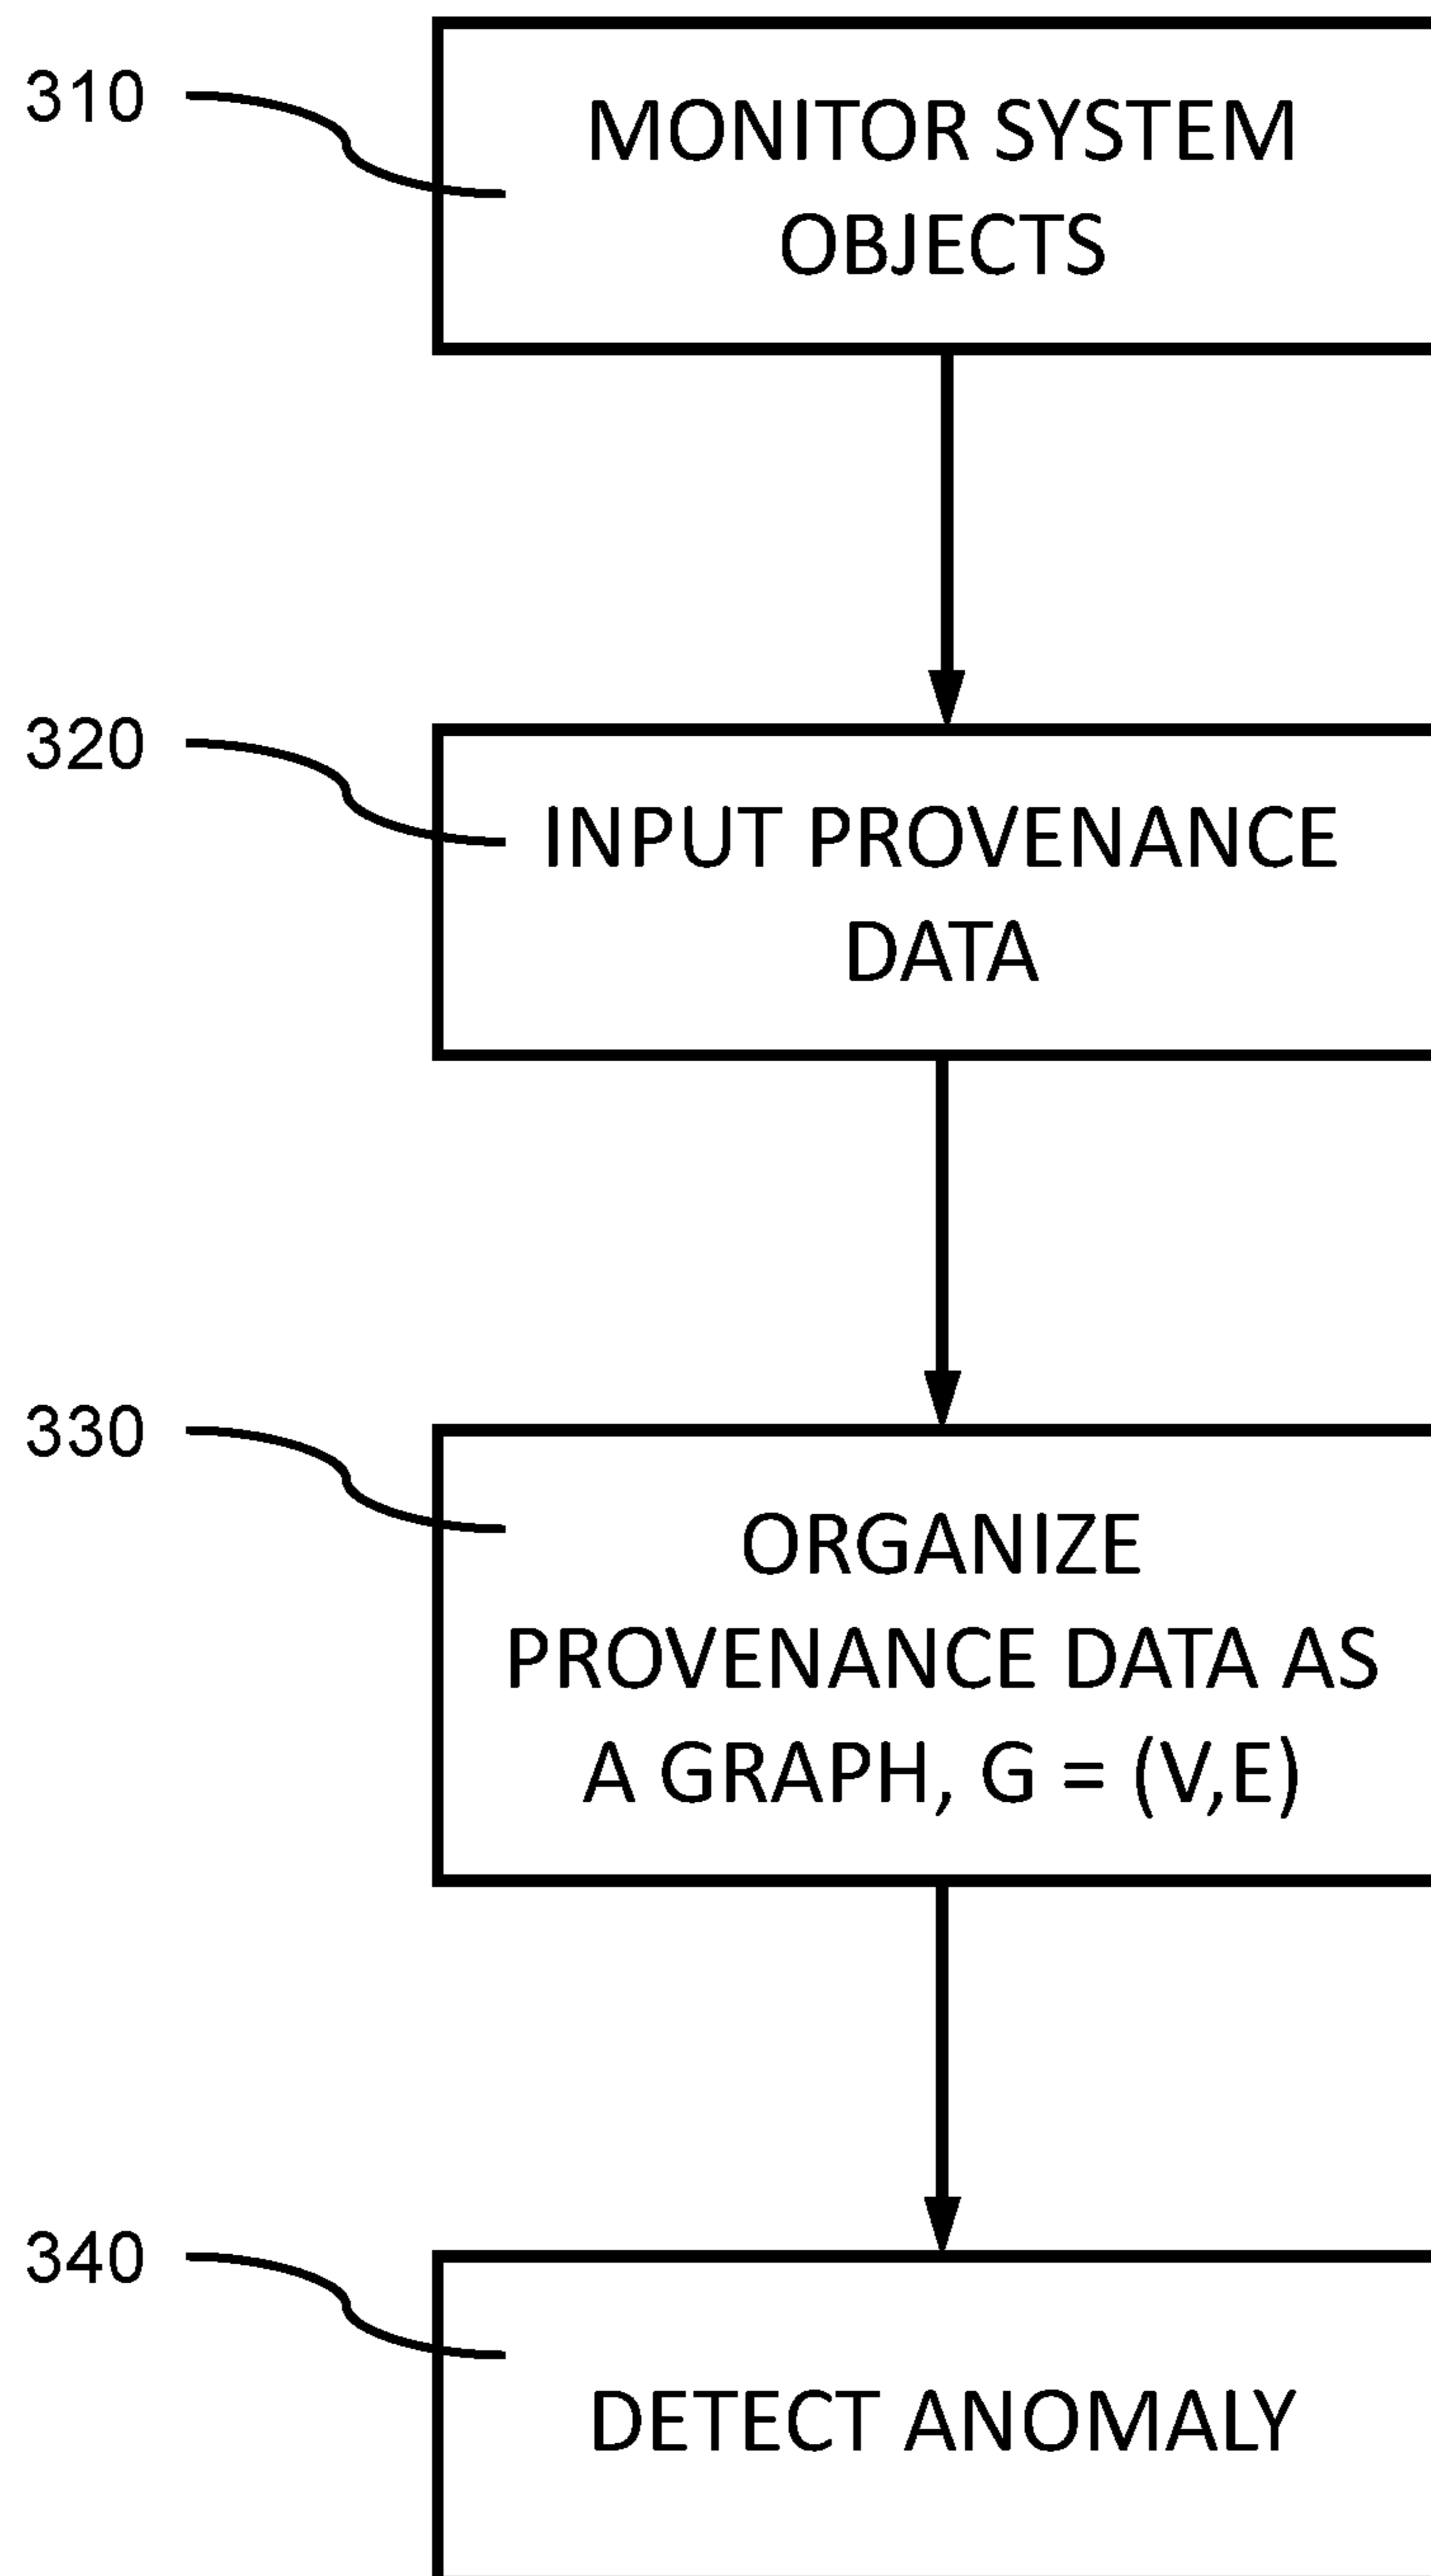 310
MONITOR SYSTEM
OBJECTS
320
INPUT PROVENANCE
DATA
330
ORGANIZE
PROVENANCE DATA AS
A GRAPH, G = (V,E)
340
DETECT ANOMALY